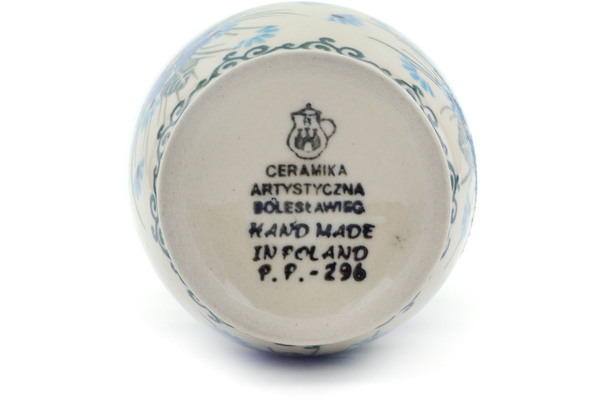 CERAMIKA
ARTYSTYCZNA
BOLESŁAWIEC
HAND MADE
IN POLAND
P. P. - 296